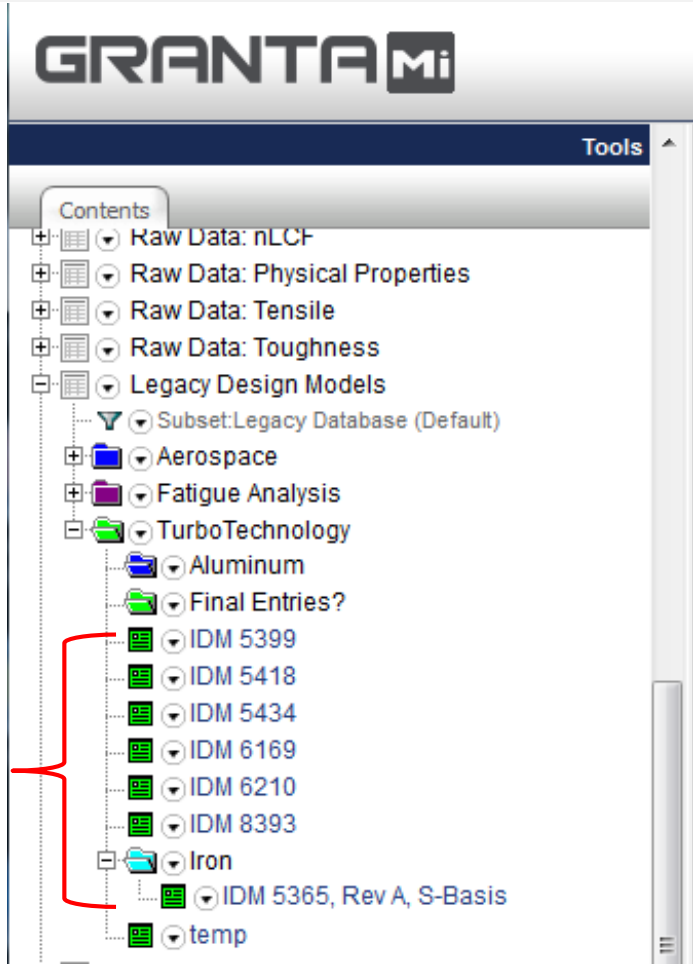 GRANTA Mi
Tools
Contents
Raw Data: nLCF
Raw Data: Physical Properties
Raw Data: Tensile
Raw Data: Toughness
Legacy Design Models
Subset:Legacy Database (Default)
Aerospace
Fatigue Analysis
TurboTechnology
Aluminum
Final Entries?
IDM 5399
IDM 5418
IDM 5434
IDM 6169
IDM 6210
IDM 8393
Iron
IDM 5365, Rev A, S-Basis
temp